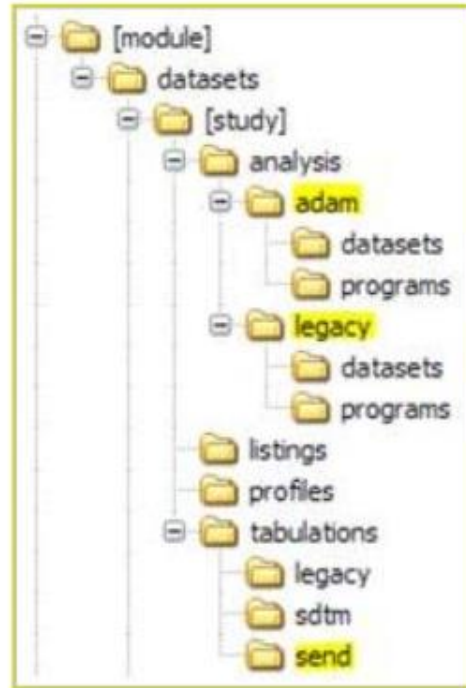 [module]
datasets
[study]
analysis
adam
datasets
programs
legacy
datasets
programs
listings
profiles
tabulations
legacy
sdtm
send